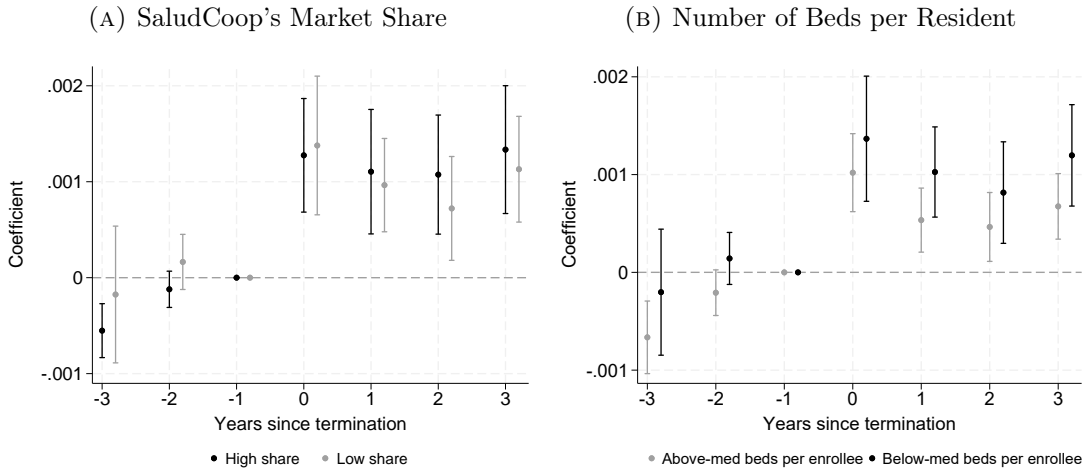 (A) SaludCoop's Market Share
.002
.001
0
-.001
Coefficient
-3 -2 -1 0 1 2 3
Years since termination
High share Low share
(B) Number of Beds per Resident
.002
.001
0
-.001
Coefficient
-3 -2 -1 0 1 2 3
Years since termination
Above-med beds per enrollee Below-med beds per enrollee